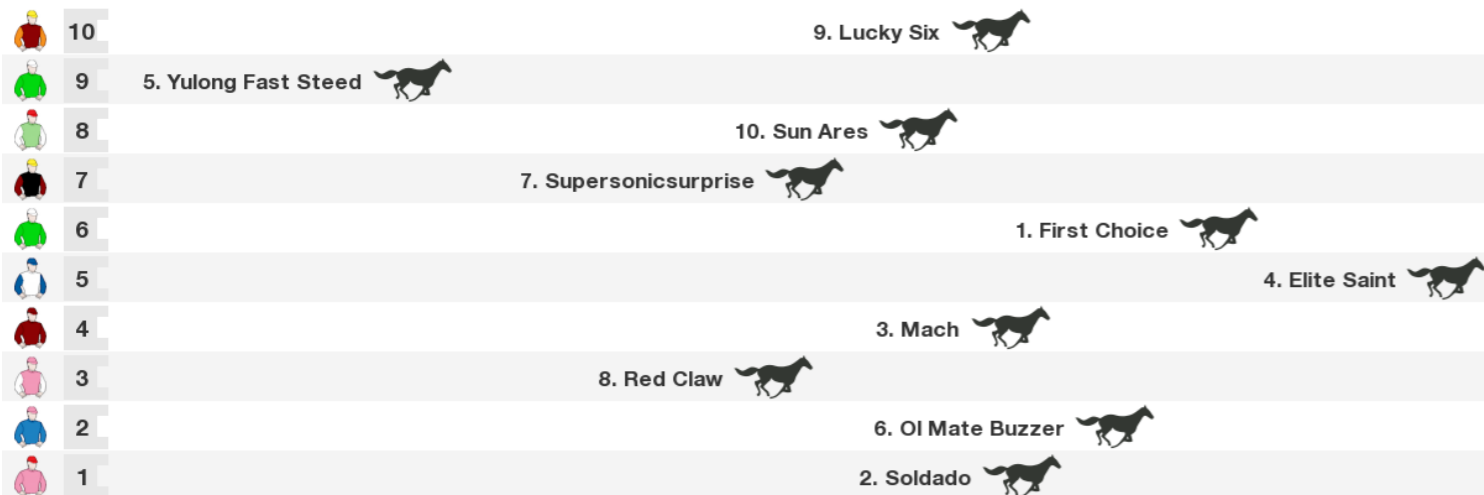 10 9. Lucky Six
9 5. Yulong Fast Steed
8 10. Sun Ares
7 7. Supersonicsurprise
6 1. First Choice
5 4. Elite Saint
4 3. Mach
3 8. Red Claw
2 6. Ol Mate Buzzer
1 2. Soldado